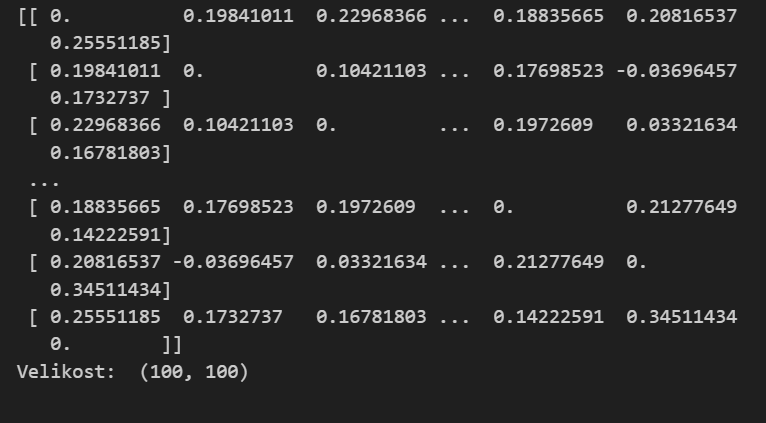 [[ 0.          0.19841011  0.22968366 ...  0.18835665  0.20816537
   0.25551185]
 [ 0.19841011  0.          0.10421103 ...  0.17698523 -0.03696457
   0.1732737 ]
 [ 0.22968366  0.10421103  0.         ...  0.1972609   0.03321634
   0.16781803]
 ...
 [ 0.18835665  0.17698523  0.1972609  ...  0.          0.21277649
   0.14222591]
 [ 0.20816537 -0.03696457  0.03321634 ...  0.21277649  0.
   0.34511434]
 [ 0.25551185  0.1732737   0.16781803 ...  0.14222591  0.34511434
   0.        ]]
Velikost:  (100, 100)